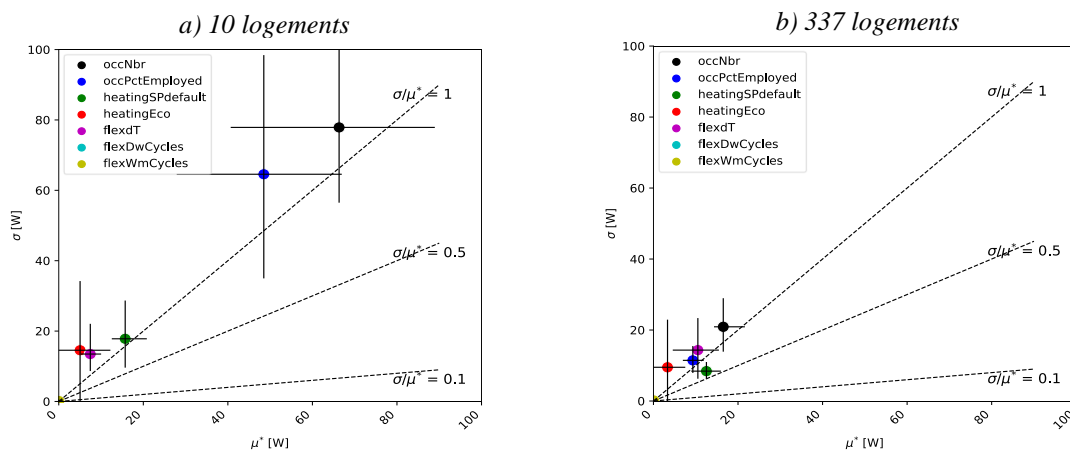 a) 10 logements
100
80
60
40
20
0
σ [W]
occNbr
occPctEmployed
heatingSPdefault
heatingEco
flexdT
flexDwCycles
flexWmCycles
σ/μ* = 1
σ/μ* = 0.5
σ/μ* = 0.1
0
20
40
60
80
100
μ* [W]
b) 337 logements
100
80
60
40
20
0
σ [W]
occNbr
occPctEmployed
heatingSPdefault
heatingEco
flexdT
flexDwCycles
flexWmCycles
σ/μ* = 1
σ/μ* = 0.5
σ/μ* = 0.1
0
20
40
60
80
100
μ* [W]